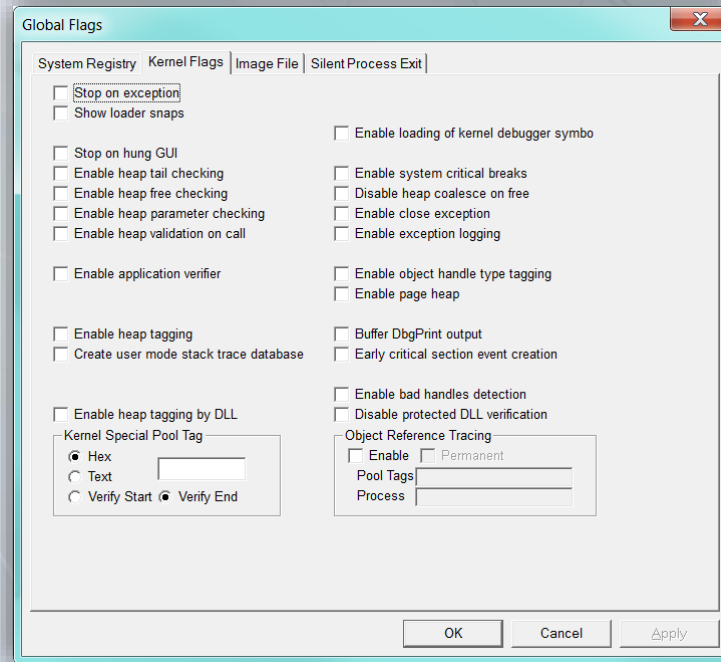 Global Flags
X
System Registry Kernel Flags Image File Silent Process Exit
Stop on exception
Show loader snaps
Enable loading of kernel debugger symbo
Stop on hung GUI
Enable heap tail checking
Enable system critical breaks
Enable heap free checking
Disable heap coalesce on free
Enable heap parameter checking
Enable close exception
Enable heap validation on call
Enable exception logging
Enable application verifier
Enable object handle type tagging
Enable page heap
Enable heap tagging
Buffer DbgPrint output
Create user mode stack trace database
Early critical section event creation
Enable bad handles detection
Enable heap tagging by DLL
Disable protected DLL verification
Kernel Special Pool Tag
Hex
Text
Verify Start Verify End
Object Reference Tracing
Enable Permanent
Pool Tags
Process
OK Cancel Apply